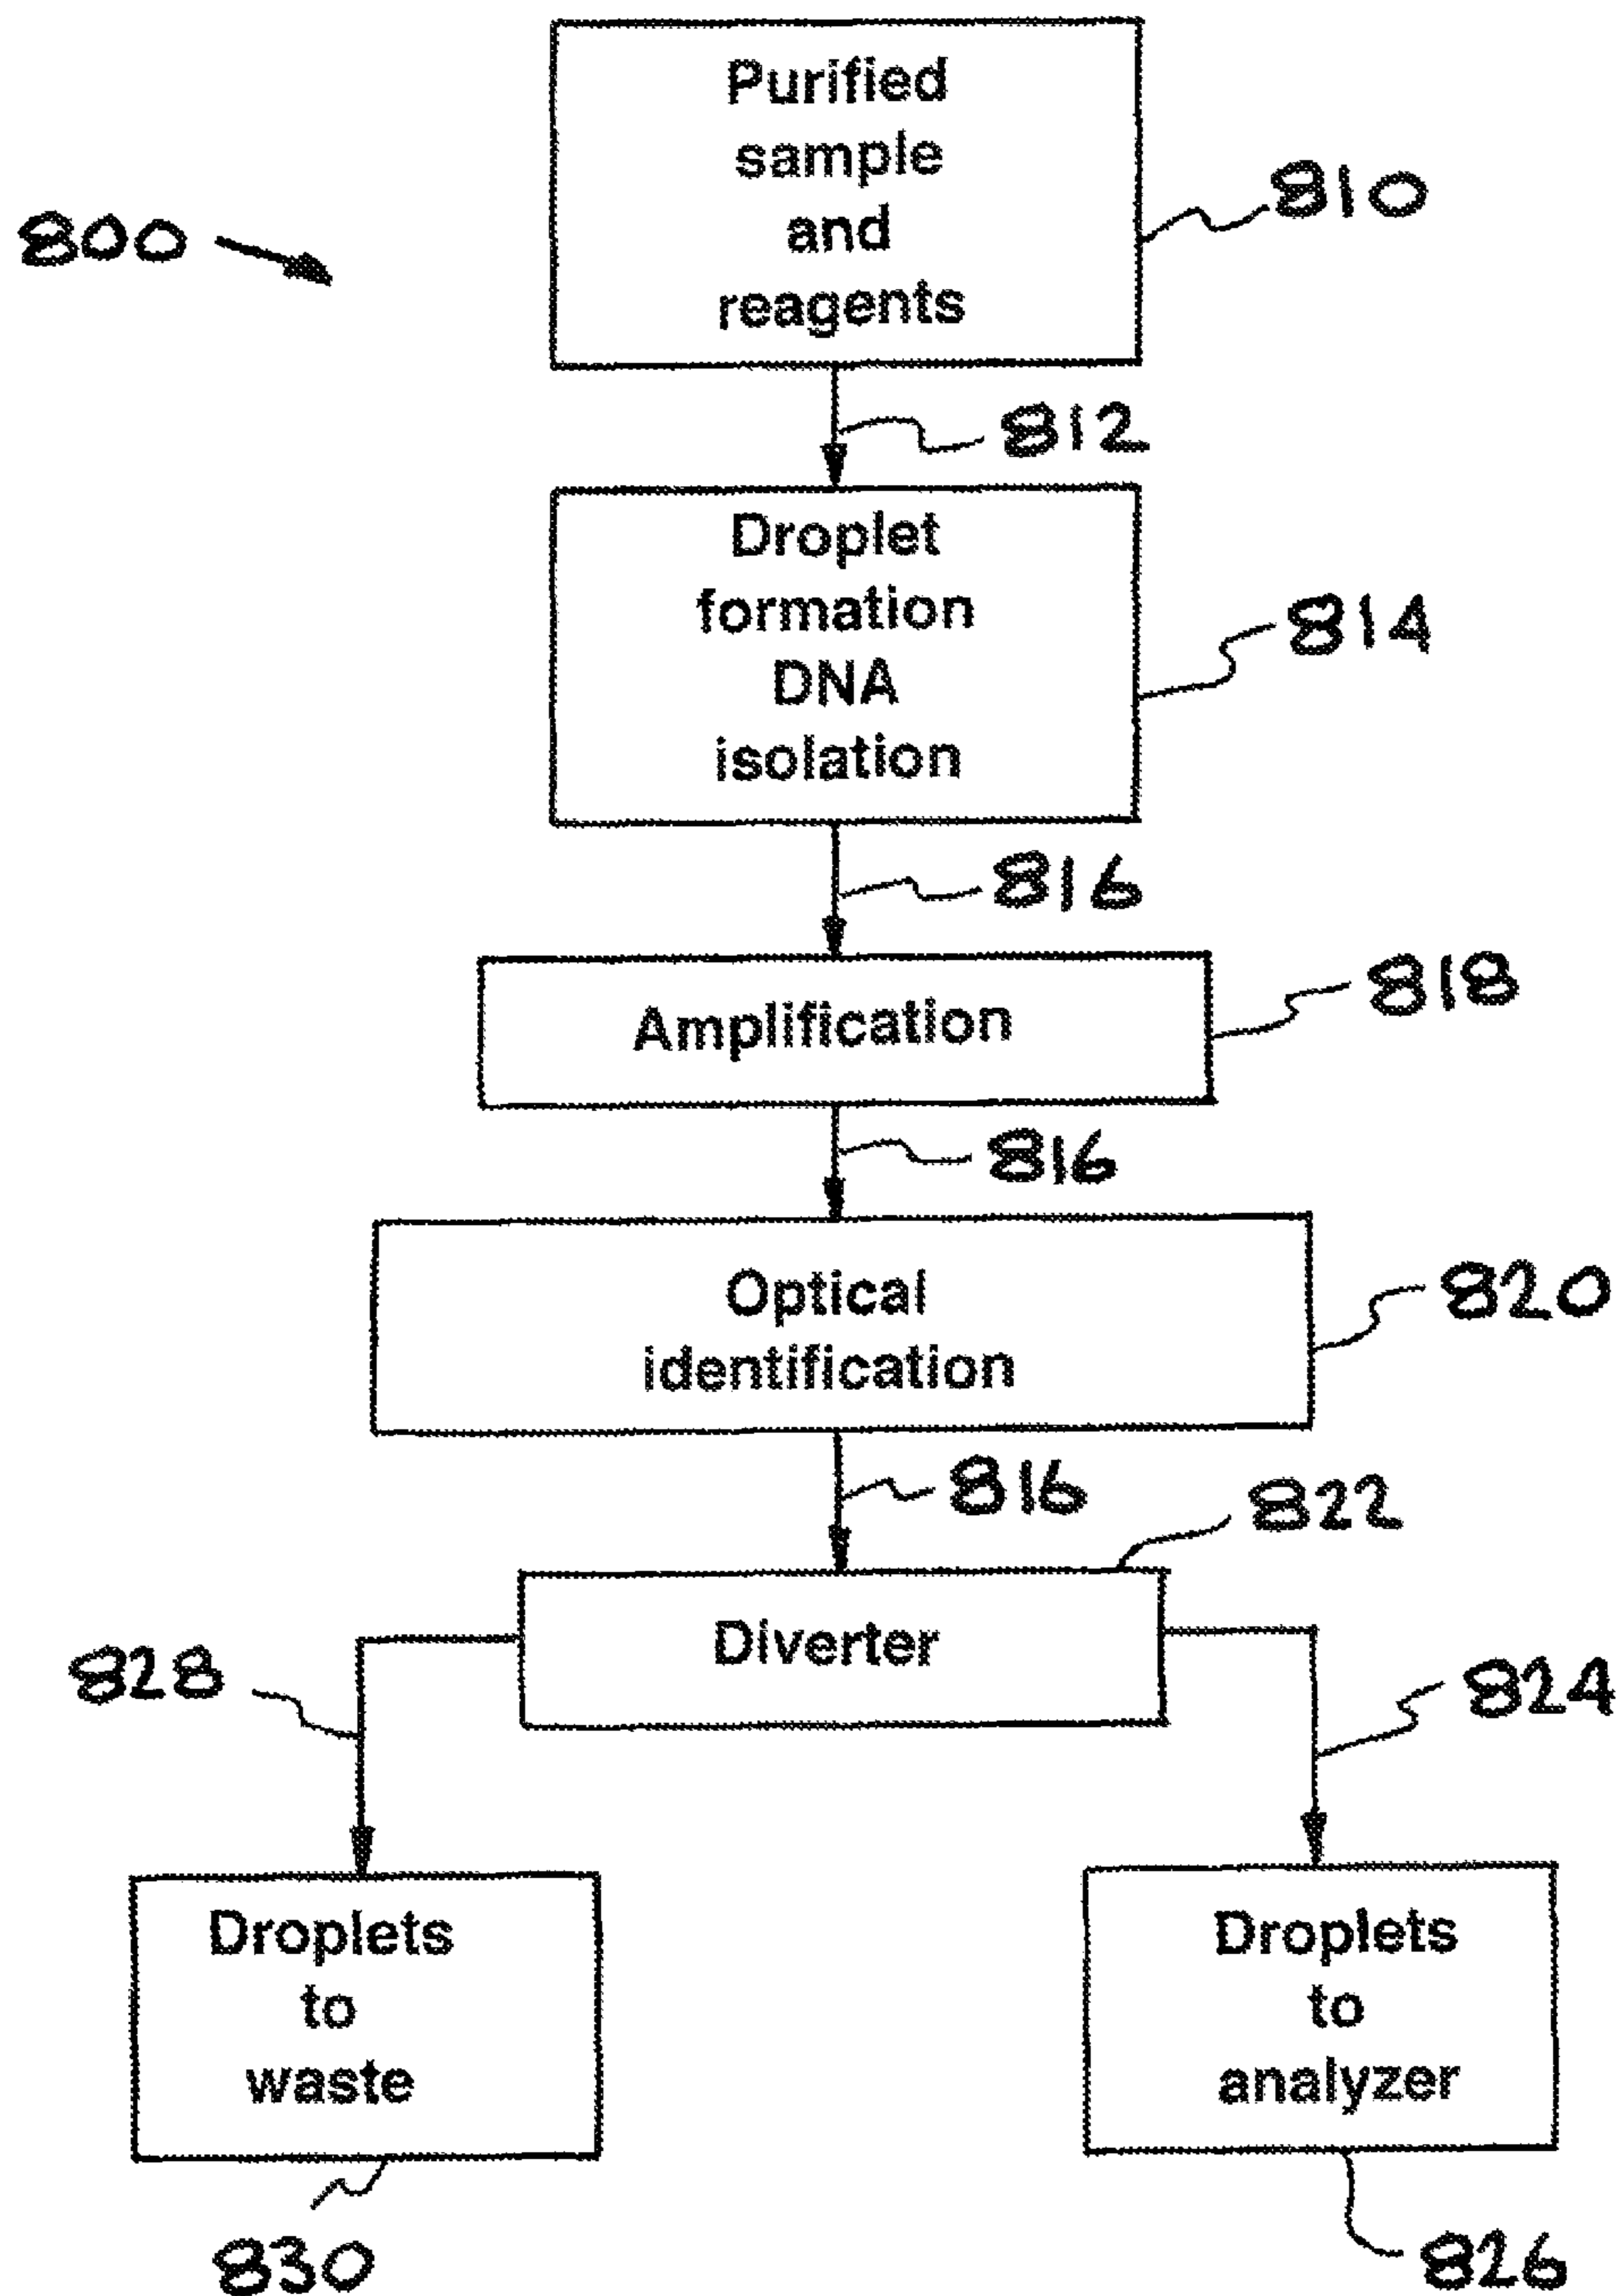 Purified
sample
and
reagents
800
810
812
Droplet
formation
DNA
isolation
814
816
Amplification
818
816
Optical
identification
820
816
822
Diverter
828
824
Droplets
to
waste
Droplets
to
analyzer
830
826